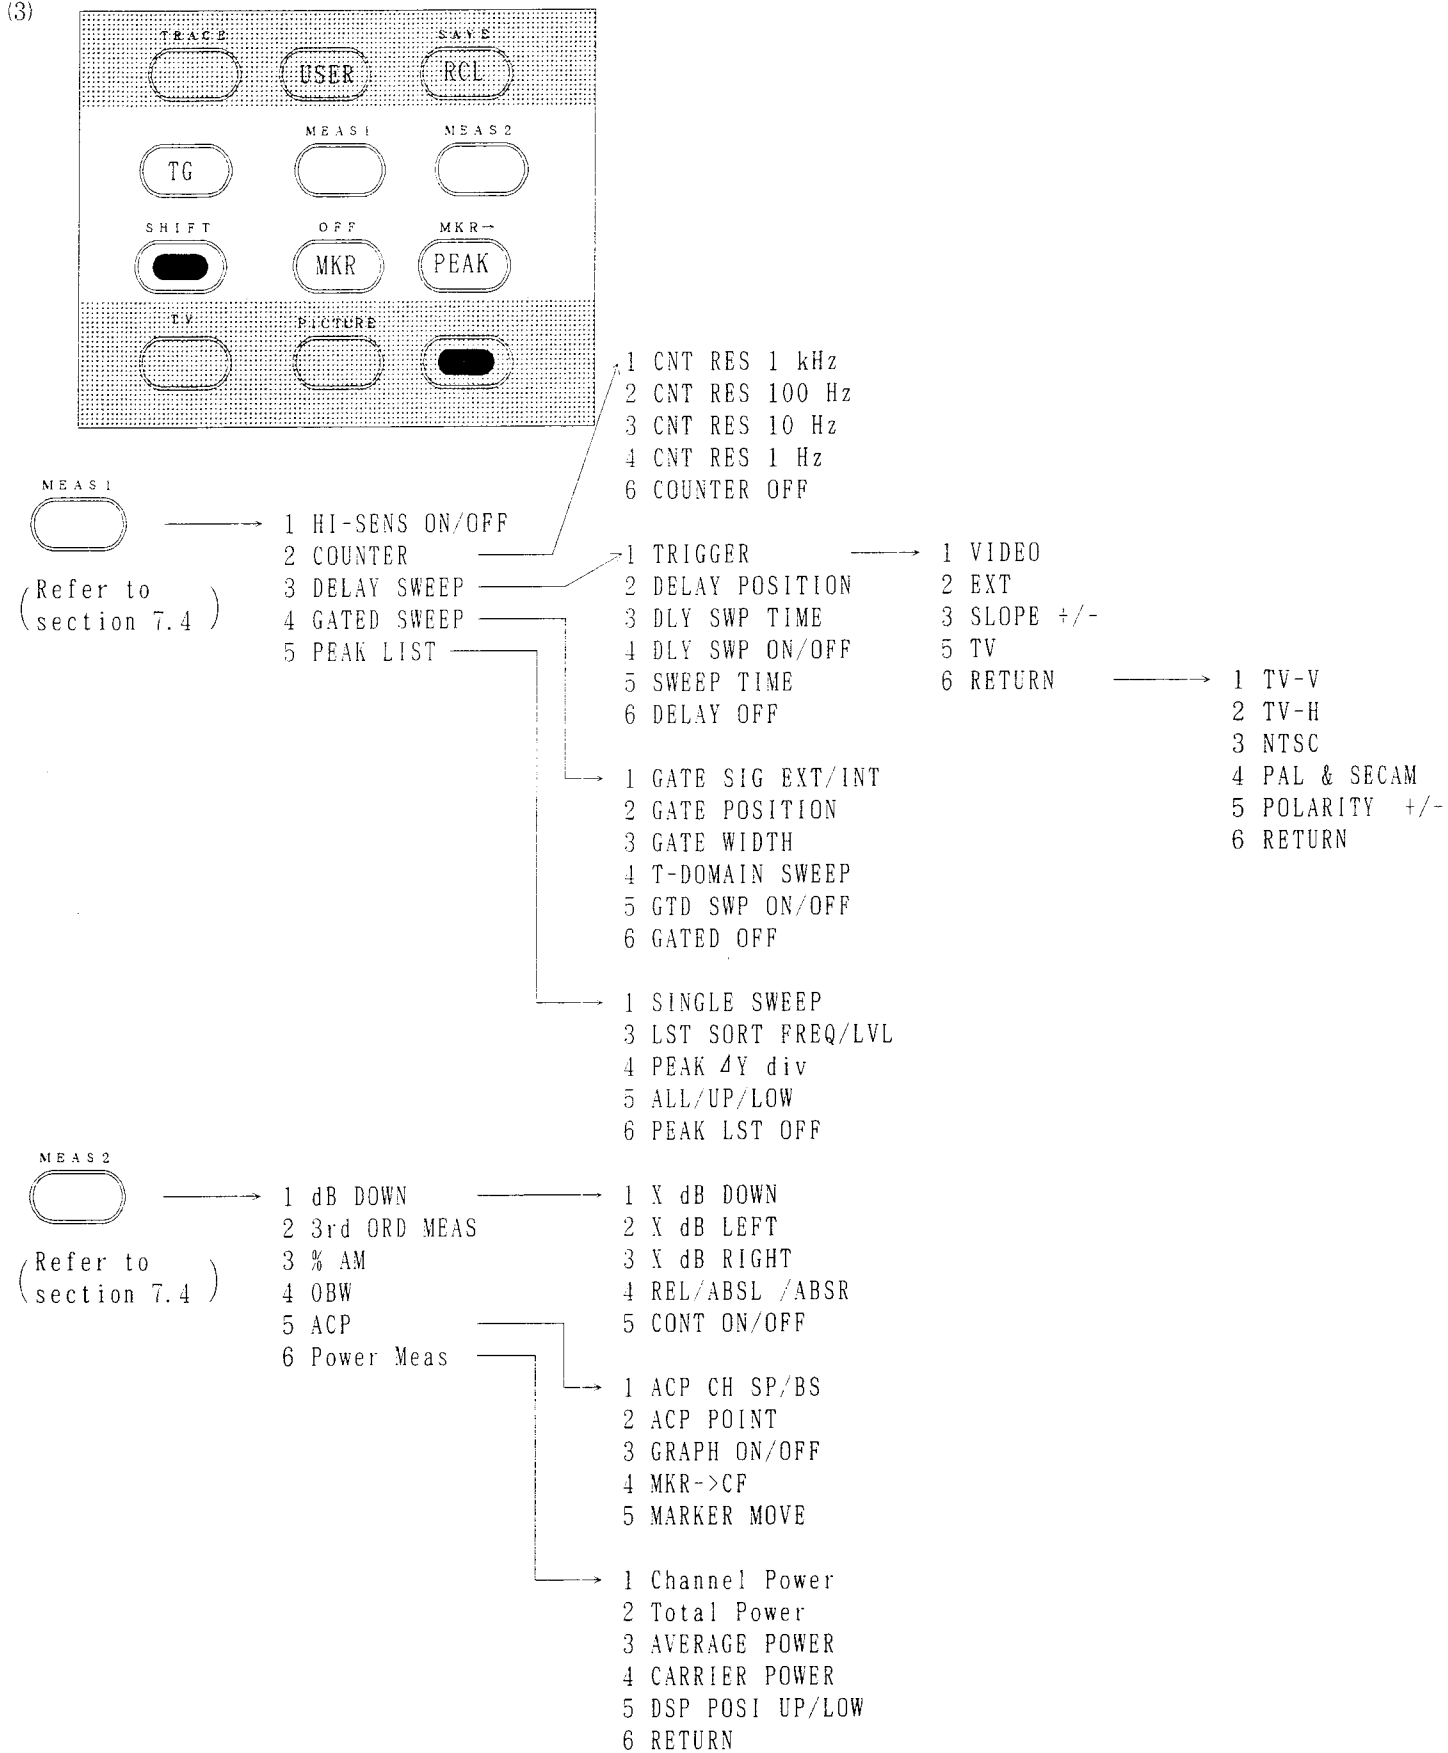 (3)
TRACE
SAVE
USER
RCL
MEAS1
MEAS2
TG
SHIFT
OFF
MKR→
MKR
PEAK
TV
PICTURE
MEAS1
(Refer to
section 7.4)
1 HI-SENS ON/OFF
2 COUNTER
3 DELAY SWEEP
4 GATED SWEEP
5 PEAK LIST
1 CNT RES 1 kHz
2 CNT RES 100 Hz
3 CNT RES 10 Hz
4 CNT RES 1 Hz
6 COUNTER OFF
1 TRIGGER
2 DELAY POSITION
3 DLY SWP TIME
4 DLY SWP ON/OFF
5 SWEEP TIME
6 DELAY OFF
1 VIDEO
2 EXT
3 SLOPE +/-
5 TV
6 RETURN
1 TV-V
2 TV-H
3 NTSC
4 PAL & SECAM
5 POLARITY +/-
6 RETURN
1 GATE SIG EXT/INT
2 GATE POSITION
3 GATE WIDTH
4 T-DOMAIN SWEEP
5 GTD SWP ON/OFF
6 GATED OFF
1 SINGLE SWEEP
3 LST SORT FREQ/LVL
4 PEAK ΔY div
5 ALL/UP/LOW
6 PEAK LST OFF
MEAS2
(Refer to
section 7.4)
1 dB DOWN
2 3rd ORD MEAS
3 % AM
4 OBW
5 ACP
6 Power Meas
1 X dB DOWN
2 X dB LEFT
3 X dB RIGHT
4 REL/ABSL /ABSR
5 CONT ON/OFF
1 ACP CH SP/BS
2 ACP POINT
3 GRAPH ON/OFF
4 MKR->CF
5 MARKER MOVE
1 Channel Power
2 Total Power
3 AVERAGE POWER
4 CARRIER POWER
5 DSP POSI UP/LOW
6 RETURN